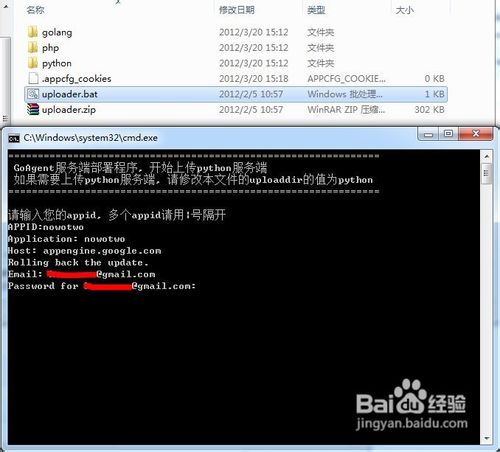 名称 修改日期 类型 大小
golang 2012/3/20 15:12 文件夹
php 2012/3/20 15:12 文件夹
python 2012/3/20 15:12 文件夹
.appcfg_cookies 2012/3/20 15:18 APPCFG_COOKIE... 0 KB
uploader.bat 2012/2/5 10:57 Windows 批处理... 1 KB
uploader.zip 2012/2/5 10:57 WinRAR ZIP 压缩... 302 KB
C:\Windows\system32\cmd.exe
===============================================================
GoAgent服务端部署程序, 开始上传python服务端
如果需要上传python服务端, 请修改本文件的uploaddir的值为python
===============================================================
请输入您的appid, 多个appid请用|号隔开
APPID:nowotwo
Application: nowotwo
Host: appengine.google.com
Rolling back the update.
Email: @gmail.com
Password for @gmail.com:
Baidu 经验
jingyan.baidu.com